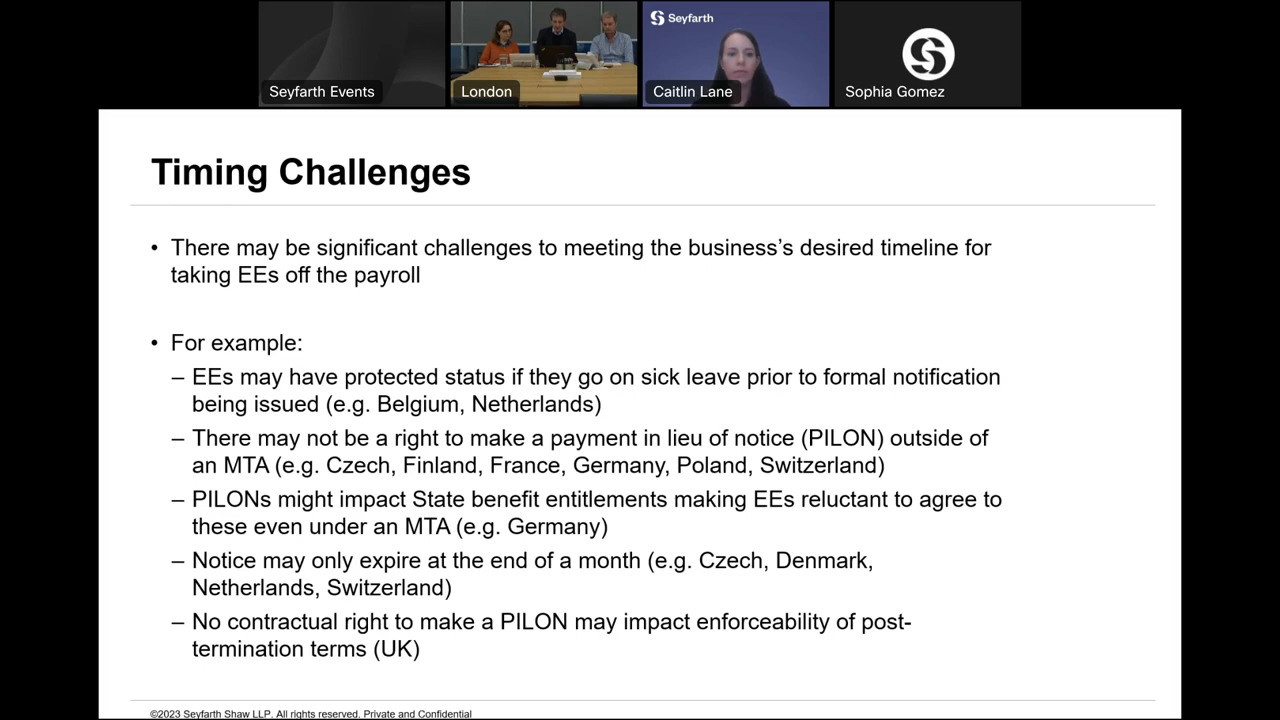 Seyfarth
Seyfarth Events
London
Caitlin Lane
Sophia Gomez
Timing Challenges
• There may be significant challenges to meeting the business’s desired timeline for
taking EEs off the payroll
• For example:
– EEs may have protected status if they go on sick leave prior to formal notification
being issued (e.g. Belgium, Netherlands)
– There may not be a right to make a payment in lieu of notice (PILON) outside of
an MTA (e.g. Czech, Finland, France, Germany, Poland, Switzerland)
– PILONs might impact State benefit entitlements making EEs reluctant to agree to
these even under an MTA (e.g. Germany)
– Notice may only expire at the end of a month (e.g. Czech, Denmark,
Netherlands, Switzerland)
– No contractual right to make a PILON may impact enforceability of post-
termination terms (UK)
©2023 Seyfarth Shaw LLP. All rights reserved. Private and Confidential